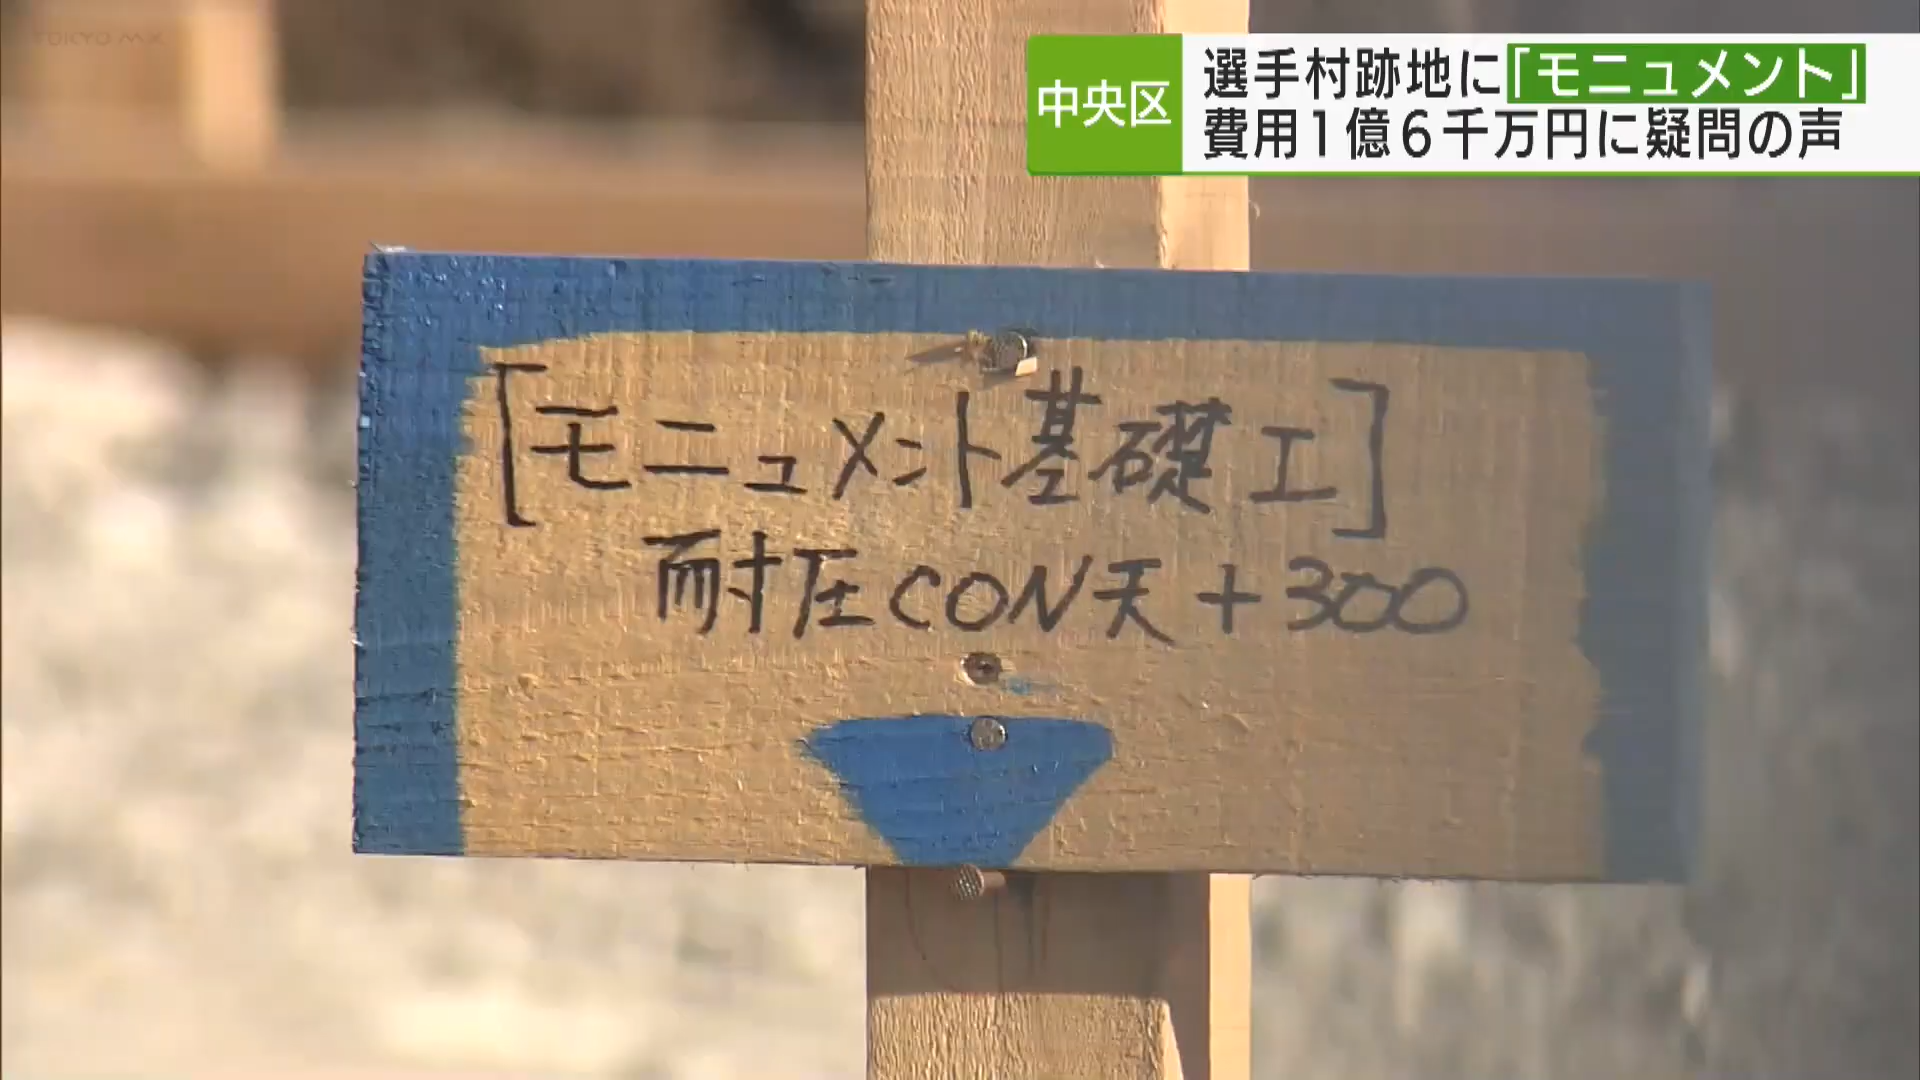 TOKYO MX
中央区
選手村跡地に「モニュメント」
費用1億6千万円に疑問の声
[モニュメント基礎工]
耐圧CON天+300